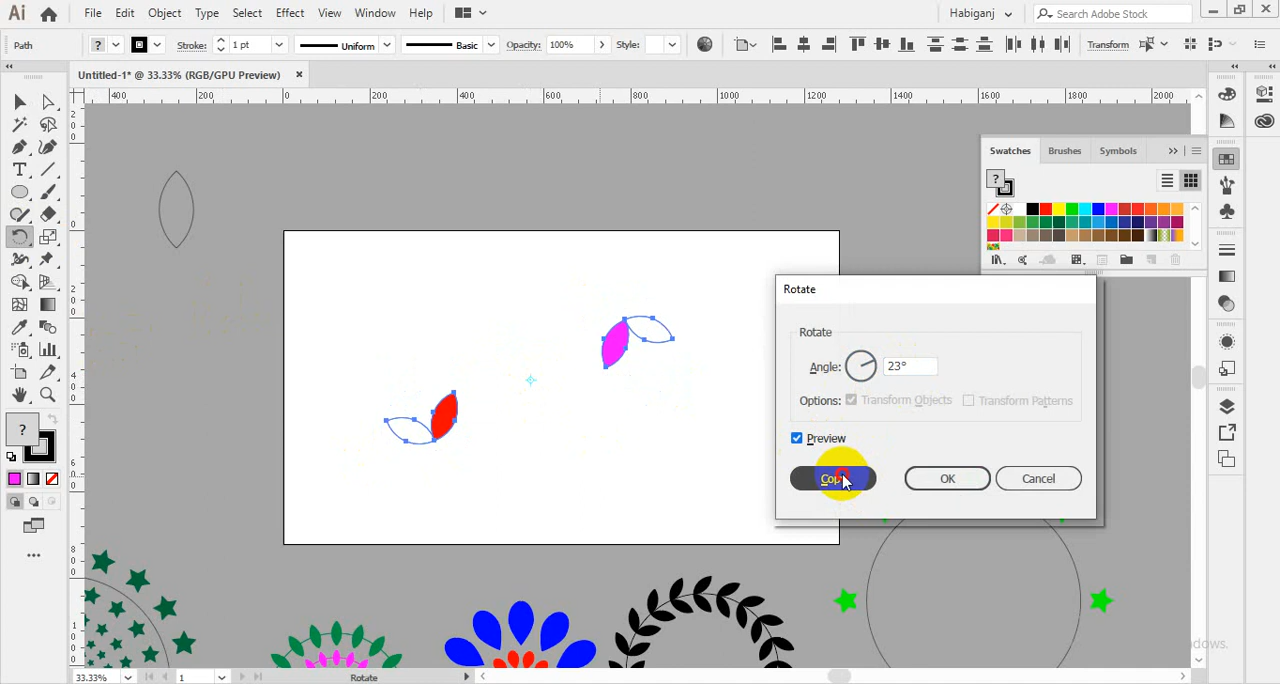 Ai File Edit Object Type Select Effect View Window Help Habiganj Search Adobe Stock
Path ? Stroke: 1 pt Uniform Basic Opacity: 100% Style: Transform
Untitled-1* @ 33.33% (RGB/GPU Preview)
400 200 0 200 400 600 800 1000 1200 1400 1600 1800 2000
Swatches Brushes Symbols
?
Rotate
Rotate
Angle: 23°
Options: Transform Objects Transform Patterns
Preview
Copy OK Cancel
?
33.33% 1 Rotate